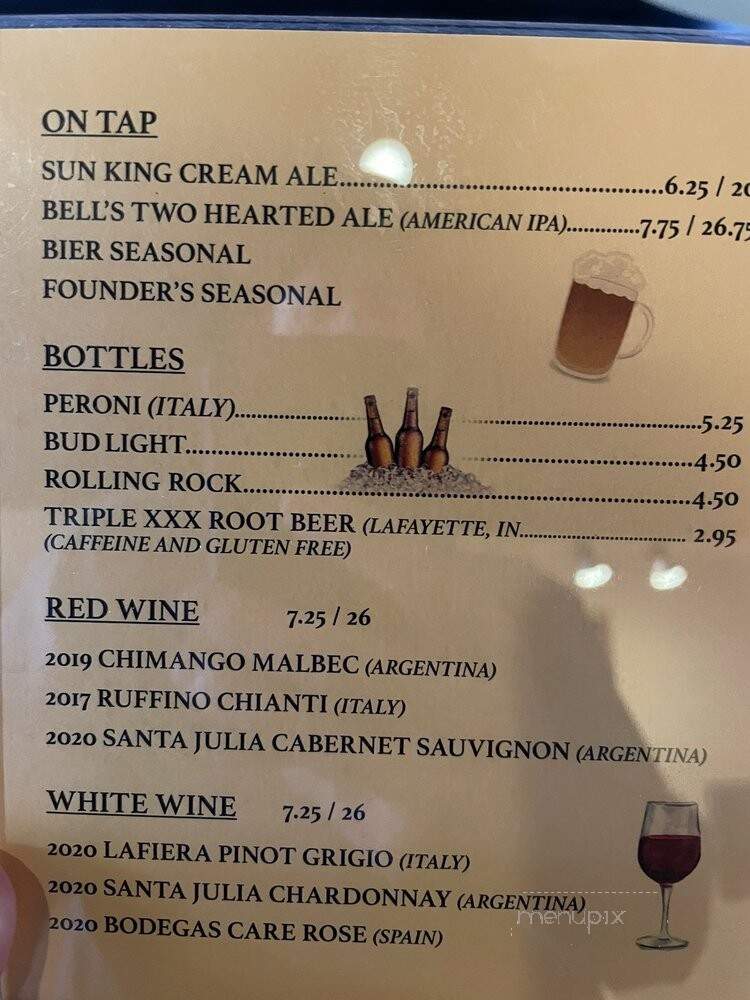 ON TAP
SUN KING CREAM ALE..................................................6.25 / 20
BELL'S TWO HEARTED ALE (AMERICAN IPA).............7.75 / 26.75
BIER SEASONAL
FOUNDER'S SEASONAL
BOTTLES
PERONI (ITALY)..................................................5.25
BUD LIGHT..................................................4.50
ROLLING ROCK..................................................4.50
TRIPLE XXX ROOT BEER (LAFAYETTE, IN.................................. 2.95
(CAFFEINE AND GLUTEN FREE)
RED WINE 7.25 / 26
2019 CHIMANGO MALBEC (ARGENTINA)
2017 RUFFINO CHIANTI (ITALY)
2020 SANTA JULIA CABERNET SAUVIGNON (ARGENTINA)
WHITE WINE 7.25 / 26
2020 LAFIERA PINOT GRIGIO (ITALY)
2020 SANTA JULIA CHARDONNAY (ARGENTINA)
menupix
2020 BODEGAS CARE ROSE (SPAIN)